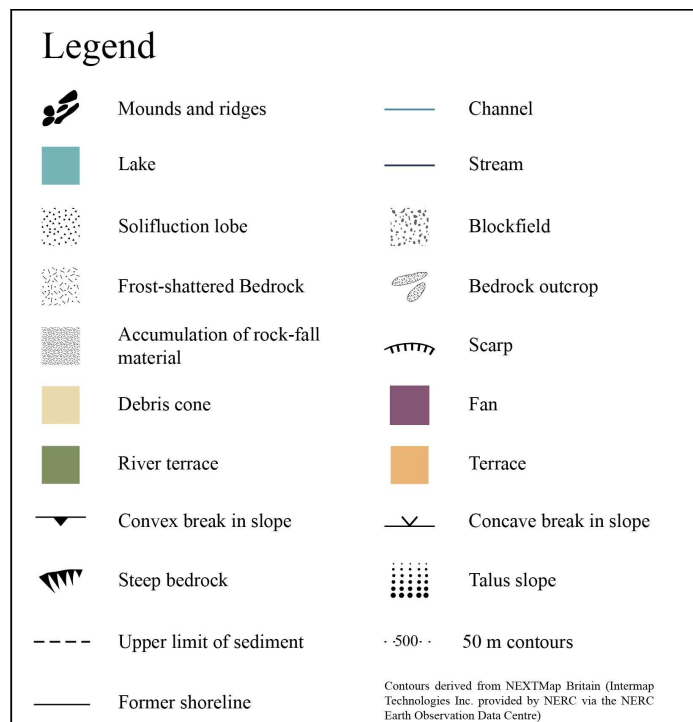 Legend
Mounds and ridges
Channel
Lake
Stream
Solifluction lobe
Blockfield
Frost-shattered Bedrock
Bedrock outcrop
Accumulation of rock-fall
material
Scarp
Debris cone
Fan
River terrace
Terrace
Convex break in slope
Concave break in slope
Steep bedrock
Talus slope
Upper limit of sediment
500
50 m contours
Former shoreline
Contours derived from NEXTMap Britain (Intermap
Technologies Inc. provided by NERC via the NERC
Earth Observation Data Centre)